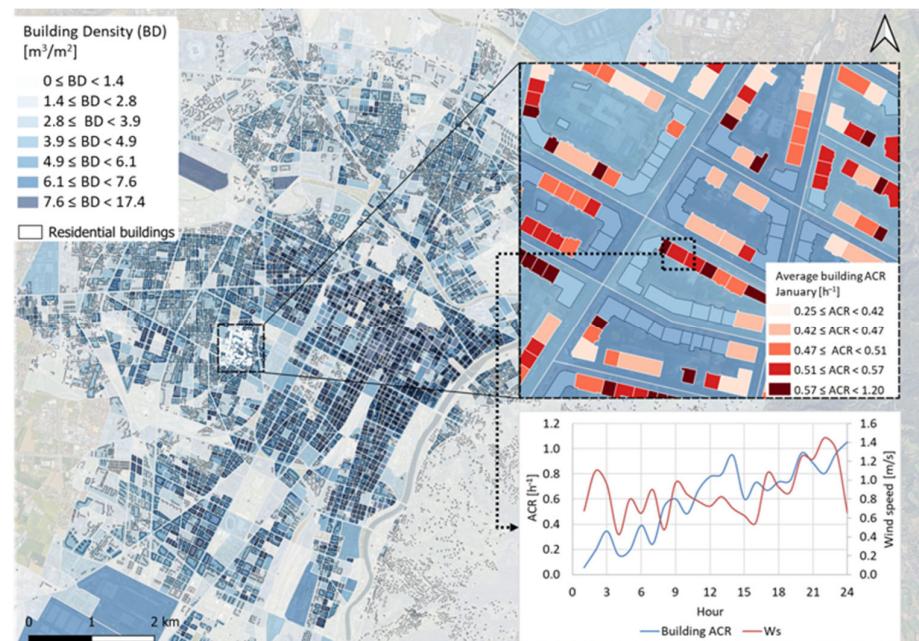 Building Density (BD)
[m³/m²]
0 ≤ BD < 1.4
1.4 ≤ BD < 2.8
2.8 ≤ BD < 3.9
3.9 ≤ BD < 4.9
4.9 ≤ BD < 6.1
6.1 ≤ BD < 7.6
7.6 ≤ BD < 17.4
Residential buildings
Average building ACR
January [h⁻¹]
0.25 ≤ ACR < 0.42
0.42 ≤ ACR < 0.47
0.47 ≤ ACR < 0.51
0.51 ≤ ACR < 0.57
0.57 ≤ ACR < 1.20
1.2
1.0
0.8
0.6
0.4
0.2
0.0
ACR [h⁻¹]
1.6
1.4
1.2
1.0
0.8
0.6
0.4
0.2
0.0
Wind speed [m/s]
0 3 6 9 12 15 18 21 24
Hour
Building ACR Ws
0 1 2 km